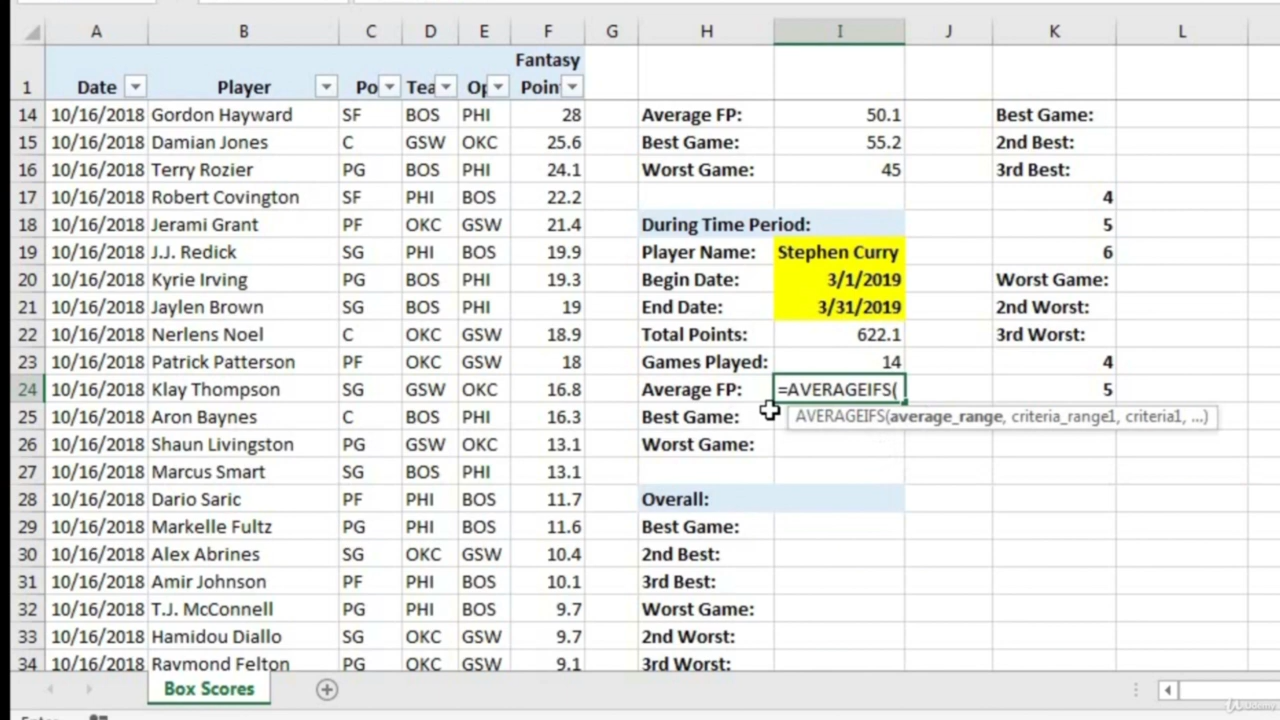 A B C D E F G H I J K L
Fantasy
1 Date Player Po Tea Op Poin
14 10/16/2018 Gordon Hayward SF BOS PHI 28 Average FP: 50.1 Best Game:
15 10/16/2018 Damian Jones C GSW OKC 25.6 Best Game: 55.2 2nd Best:
16 10/16/2018 Terry Rozier PG BOS PHI 24.1 Worst Game: 45 3rd Best:
17 10/16/2018 Robert Covington SF PHI BOS 22.2 4
18 10/16/2018 Jerami Grant PF OKC GSW 21.4 During Time Period: 5
19 10/16/2018 J.J. Redick SG PHI BOS 19.9 Player Name: Stephen Curry 6
20 10/16/2018 Kyrie Irving PG BOS PHI 19.3 Begin Date: 3/1/2019 Worst Game:
21 10/16/2018 Jaylen Brown SG BOS PHI 19 End Date: 3/31/2019 2nd Worst:
22 10/16/2018 Nerlens Noel C OKC GSW 18.9 Total Points: 622.1 3rd Worst:
23 10/16/2018 Patrick Patterson PF OKC GSW 18 Games Played: 14 4
24 10/16/2018 Klay Thompson SG GSW OKC 16.8 Average FP: =AVERAGEIFS( 5
25 10/16/2018 Aron Baynes C BOS PHI 16.3 Best Game: AVERAGEIFS(average_range, criteria_range1, criteria1, ...)
26 10/16/2018 Shaun Livingston PG GSW OKC 13.1 Worst Game:
27 10/16/2018 Marcus Smart SG BOS PHI 13.1
28 10/16/2018 Dario Saric PF PHI BOS 11.7 Overall:
29 10/16/2018 Markelle Fultz PG PHI BOS 11.6 Best Game:
30 10/16/2018 Alex Abrines SG OKC GSW 10.4 2nd Best:
31 10/16/2018 Amir Johnson PF PHI BOS 10.1 3rd Best:
32 10/16/2018 T.J. McConnell PG PHI BOS 9.7 Worst Game:
33 10/16/2018 Hamidou Diallo SG OKC GSW 9.7 2nd Worst:
34 10/16/2018 Raymond Felton PG OKC GSW 9.1 3rd Worst:
Box Scores
Udemy